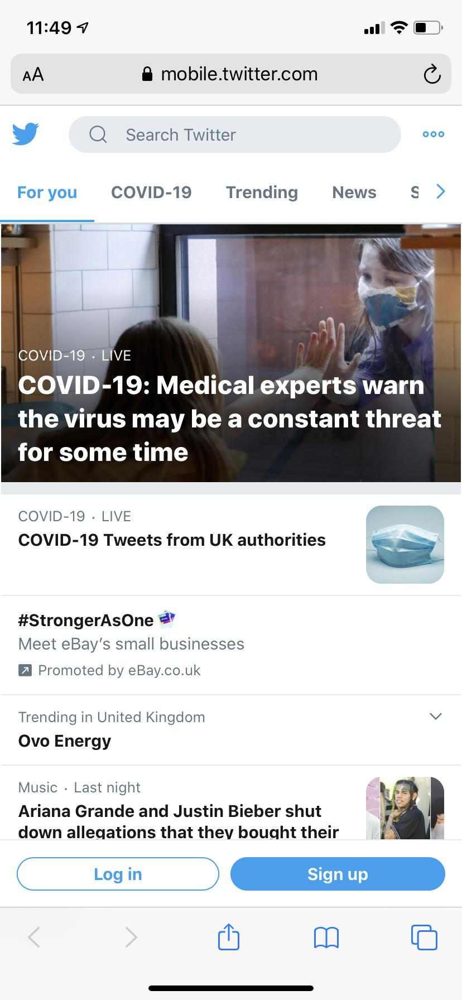 11:49
AA mobile.twitter.com
Search Twitter
For you COVID-19 Trending News S
COVID-19 · LIVE
COVID-19: Medical experts warn
the virus may be a constant threat
for some time
COVID-19 · LIVE
COVID-19 Tweets from UK authorities
#StrongerAsOne
Meet eBay’s small businesses
Promoted by eBay.co.uk
Trending in United Kingdom
Ovo Energy
Music · Last night
Ariana Grande and Justin Bieber shut
down allegations that they bought their
Log in Sign up